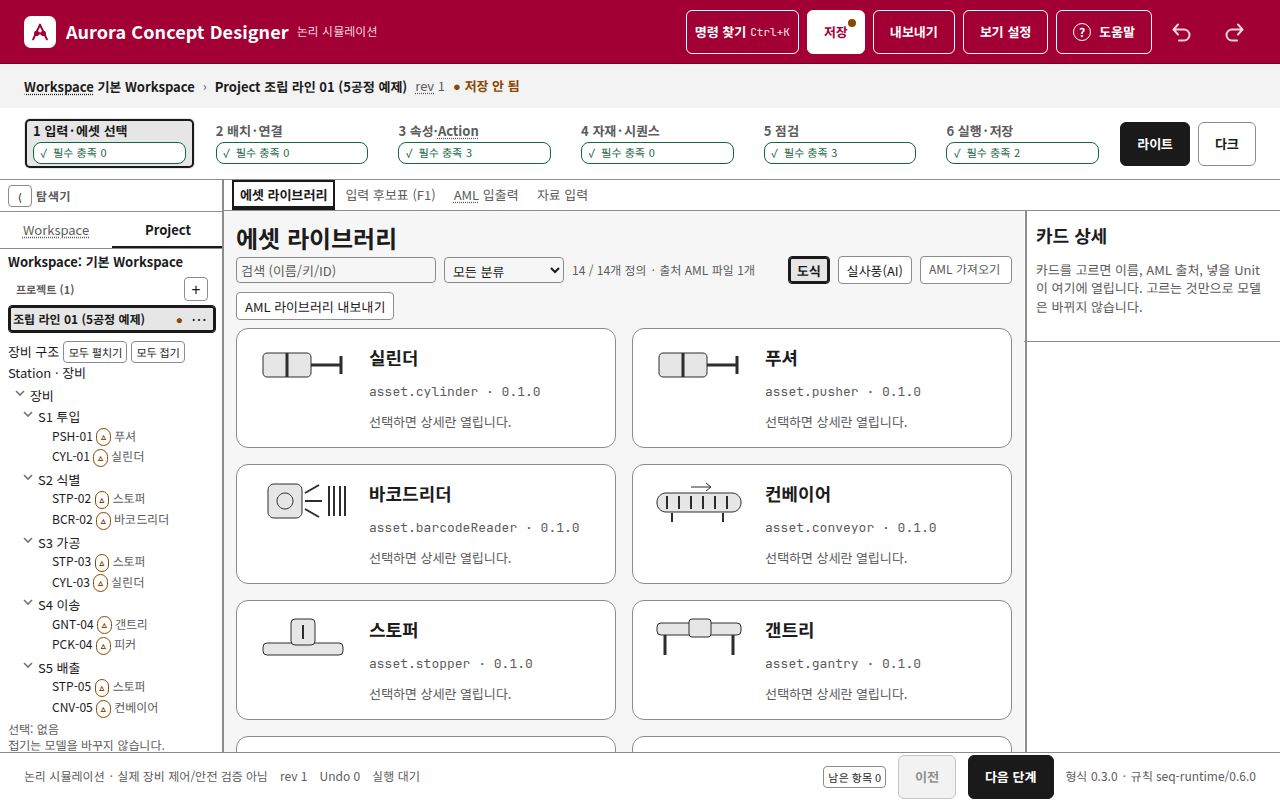 Aurora Concept Designer 논리 시뮬레이션
명령 찾기 Ctrl+K
저장
내보내기
보기 설정
? 도움말
Workspace 기본 Workspace › Project 조립 라인 01 (5공정 예제) rev 1 ● 저장 안 됨
1 입력·에셋 선택
✓ 필수 충족 0
2 배치·연결
✓ 필수 충족 0
3 속성·Action
✓ 필수 충족 3
4 자재·시퀀스
✓ 필수 충족 0
5 점검
✓ 필수 충족 3
6 실행·저장
✓ 필수 충족 2
라이트
다크
⟨ 탐색기
Workspace Project
Workspace: 기본 Workspace
프로젝트 (1) +
조립 라인 01 (5공정 예제) ● ···
장비 구조 모두 펼치기 모두 접기
Station · 장비
장비
S1 투입
PSH-01 푸셔
CYL-01 실린더
S2 식별
STP-02 스토퍼
BCR-02 바코드리더
S3 가공
STP-03 스토퍼
CYL-03 실린더
S4 이송
GNT-04 갠트리
PCK-04 피커
S5 배출
STP-05 스토퍼
CNV-05 컨베이어
선택: 없음
접기는 모델을 바꾸지 않습니다.
에셋 라이브러리 입력 후보표 (F1) AML 입출력 자료 입력
에셋 라이브러리
검색 (이름/키/ID) 모든 분류 14 / 14개 정의 · 출처 AML 파일 1개 도식 실사풍(AI) AML 가져오기
AML 라이브러리 내보내기
실린더
asset.cylinder · 0.1.0
선택하면 상세란 열립니다.
푸셔
asset.pusher · 0.1.0
선택하면 상세란 열립니다.
바코드리더
asset.barcodeReader · 0.1.0
선택하면 상세란 열립니다.
컨베이어
asset.conveyor · 0.1.0
선택하면 상세란 열립니다.
스토퍼
asset.stopper · 0.1.0
선택하면 상세란 열립니다.
갠트리
asset.gantry · 0.1.0
선택하면 상세란 열립니다.
카드 상세
카드를 고르면 이름, AML 출처, 넣을 Unit
이 여기에 열립니다. 고르는 것만으로 모델
은 바뀌지 않습니다.
논리 시뮬레이션 · 실제 장비 제어/안전 검증 아님 rev 1 Undo 0 실행 대기
남은 항목 0
이전
다음 단계
형식 0.3.0 · 규칙 seq-runtime/0.6.0